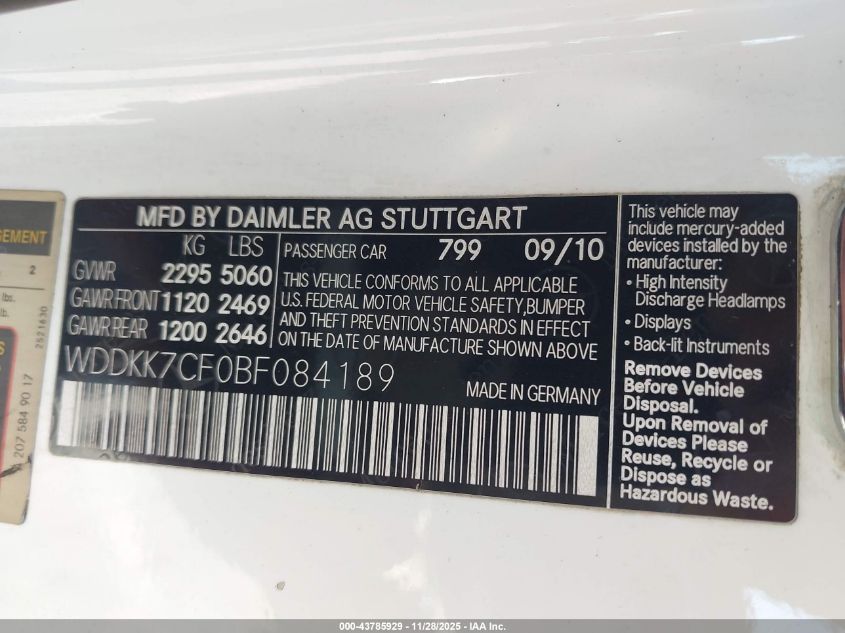 GEMENT
2
lbs.
lb.
2521630
S
207 584 90 17
MFD BY DAIMLER AG STUTTGART
KG LBS
GVWR 2295 5060
GAWR FRONT 1120 2469
GAWR REAR 1200 2646
PASSENGER CAR 799 09/10
THIS VEHICLE CONFORMS TO ALL APPLICABLE
U.S. FEDERAL MOTOR VEHICLE SAFETY,BUMPER
AND THEFT PREVENTION STANDARDS IN EFFECT
ON THE DATE OF MANUFACTURE SHOWN ABOVE
WDDKK7CF0BF084189
MADE IN GERMANY
This vehicle may
include mercury-added
devices installed by the
manufacturer:
• High Intensity
Discharge Headlamps
• Displays
• Back-lit Instruments
Remove Devices
Before Vehicle
Disposal.
Upon Removal of
Devices Please
Reuse, Recycle or
Dispose as
Hazardous Waste.
000 -43785929 - 11/28/2025 - IAA Inc.